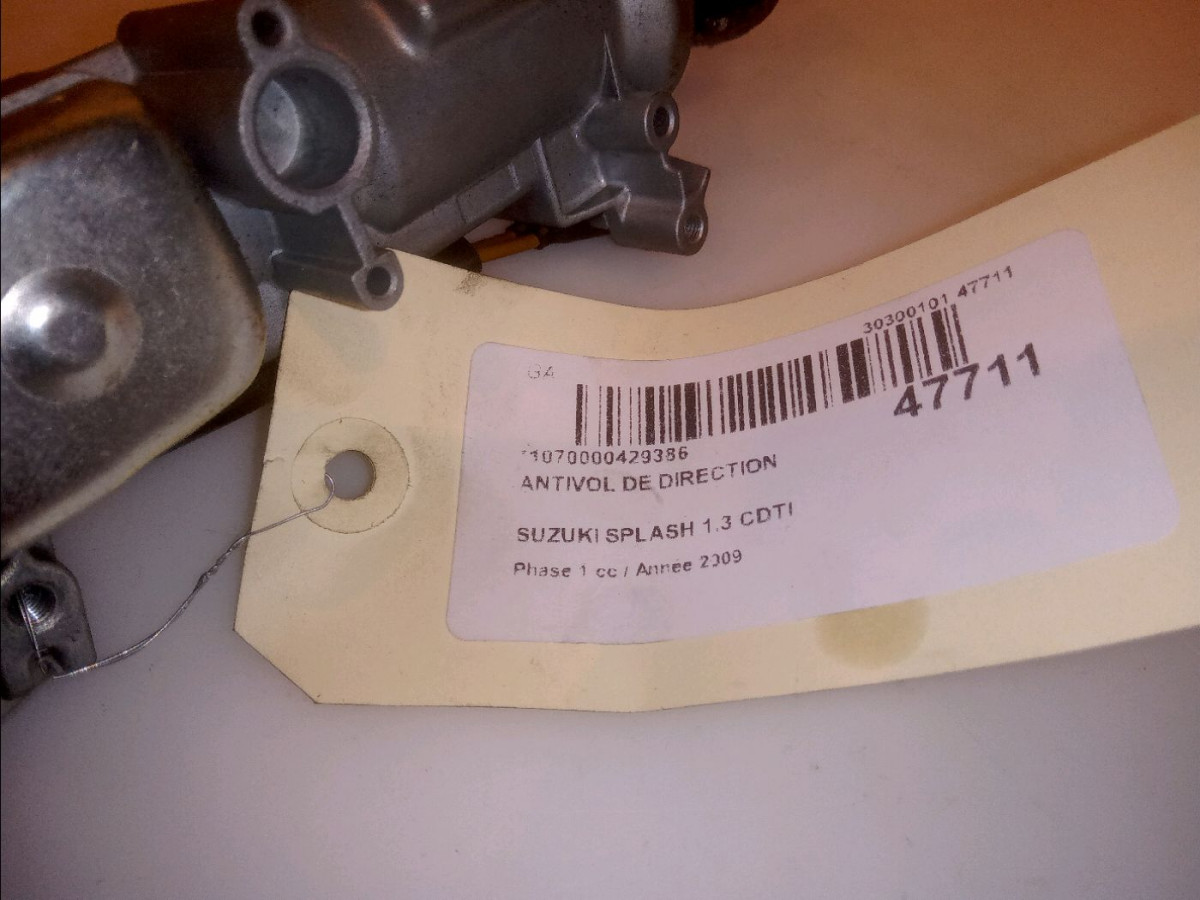 30300101 47711
GA
47711
*1070000429386
ANTIVOL DE DIRECTION
SUZUKI SPLASH 1.3 CDTI
Phase 1 cc / Année 2009